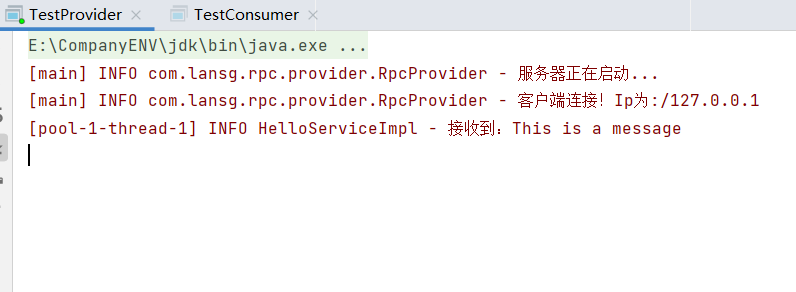 TestProvider TestConsumer
E:\CompanyENV\jdk\bin\java.exe ...
[main] INFO com.lansg.rpc.provider.RpcProvider - 服务器正在启动...
[main] INFO com.lansg.rpc.provider.RpcProvider - 客户端连接！Ip为:/127.0.0.1
[pool-1-thread-1] INFO HelloServiceImpl - 接收到：This is a message